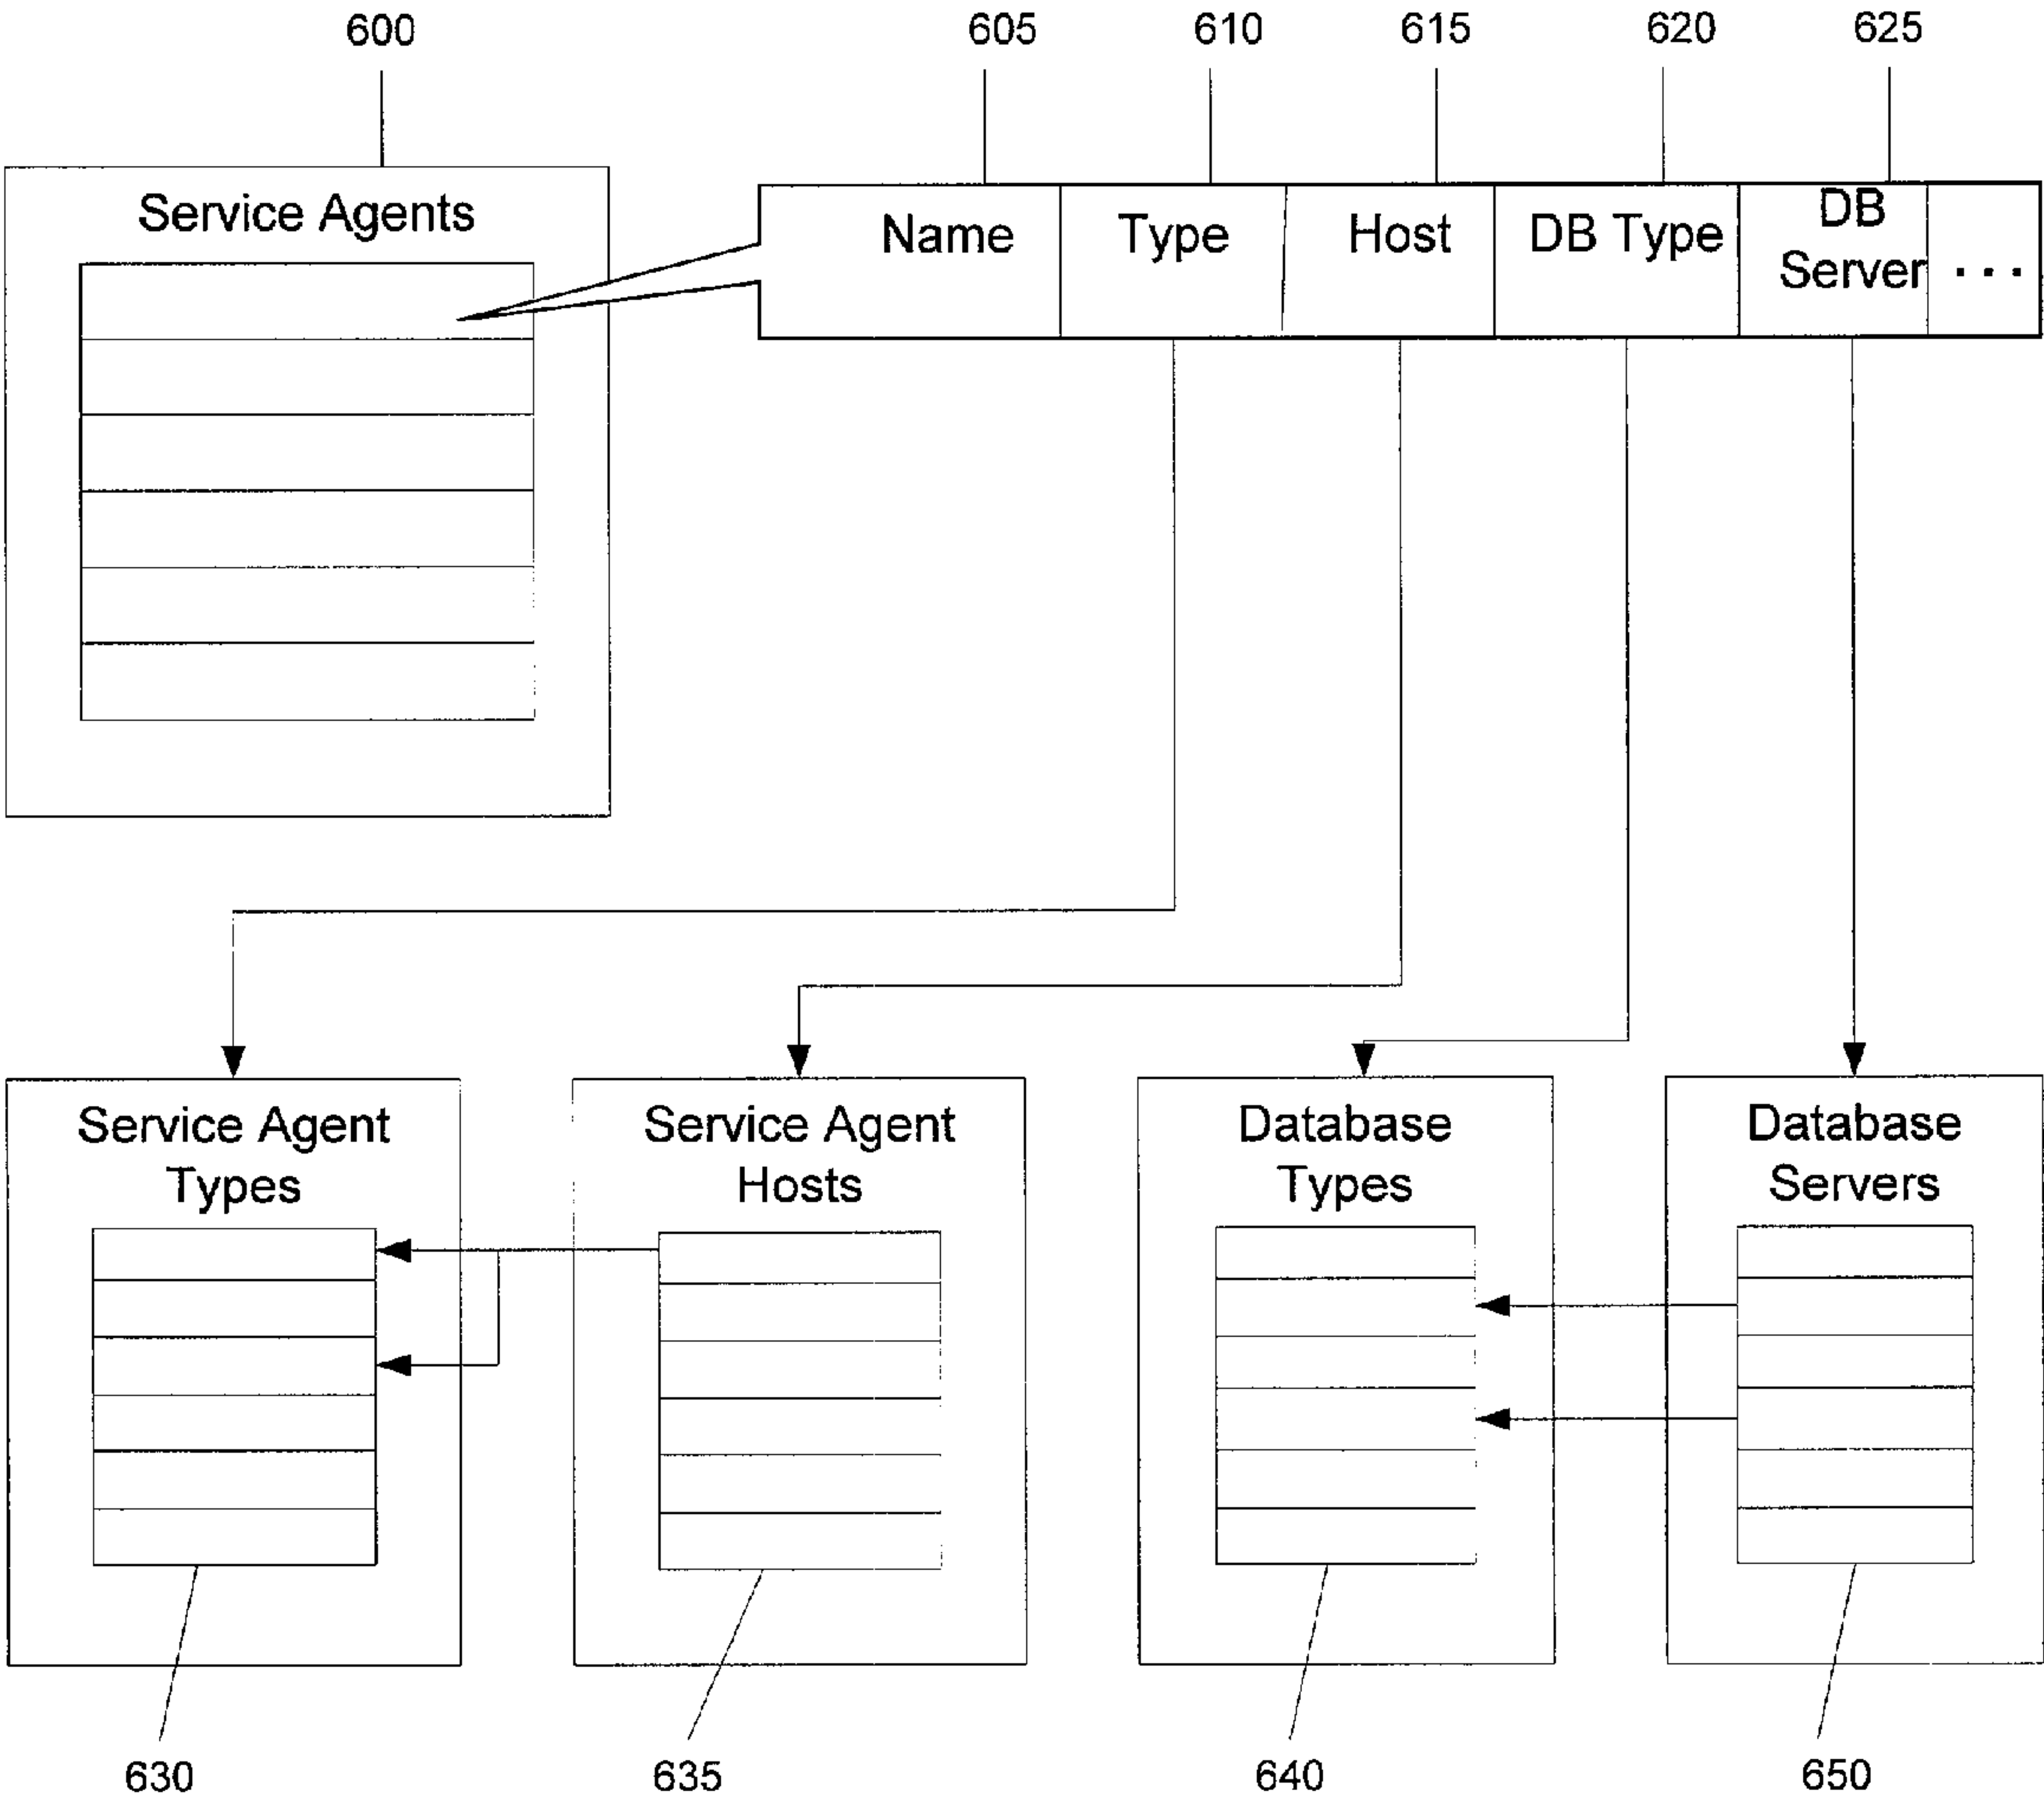 600
605
610
615
620
625
Service Agents
Name
Type
Host
DB Type
DB
Server
...
Service Agent
Types
Service Agent
Hosts
Database
Types
Database
Servers
630
635
640
650